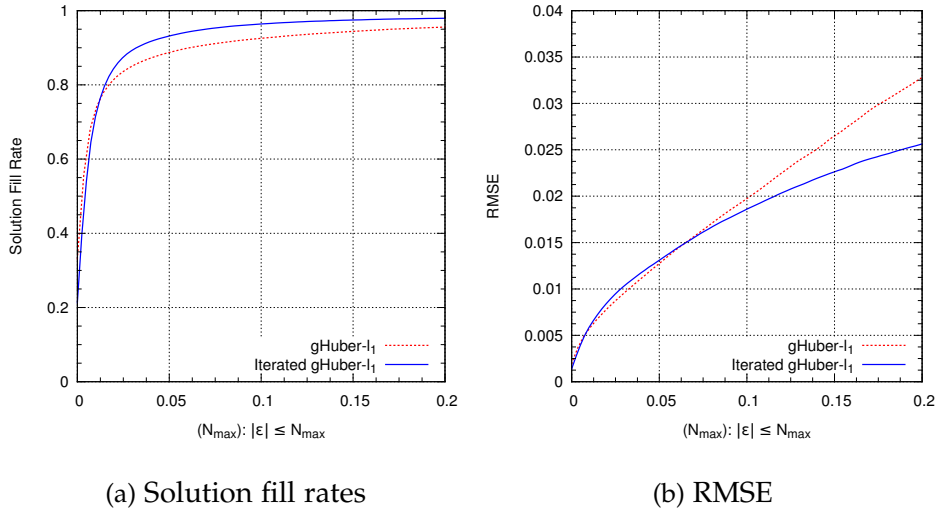 1
0.8
0.6
0.4
0.2
0
Solution Fill Rate
gHuber-l1
Iterated gHuber-l1
0 0.05 0.1 0.15 0.2
(Nmax): |ε| ≤ Nmax
(a) Solution fill rates
0.04
0.035
0.03
0.025
0.02
0.015
0.01
0.005
0
RMSE
gHuber-l1
Iterated gHuber-l1
0 0.05 0.1 0.15 0.2
(Nmax): |ε| ≤ Nmax
(b) RMSE